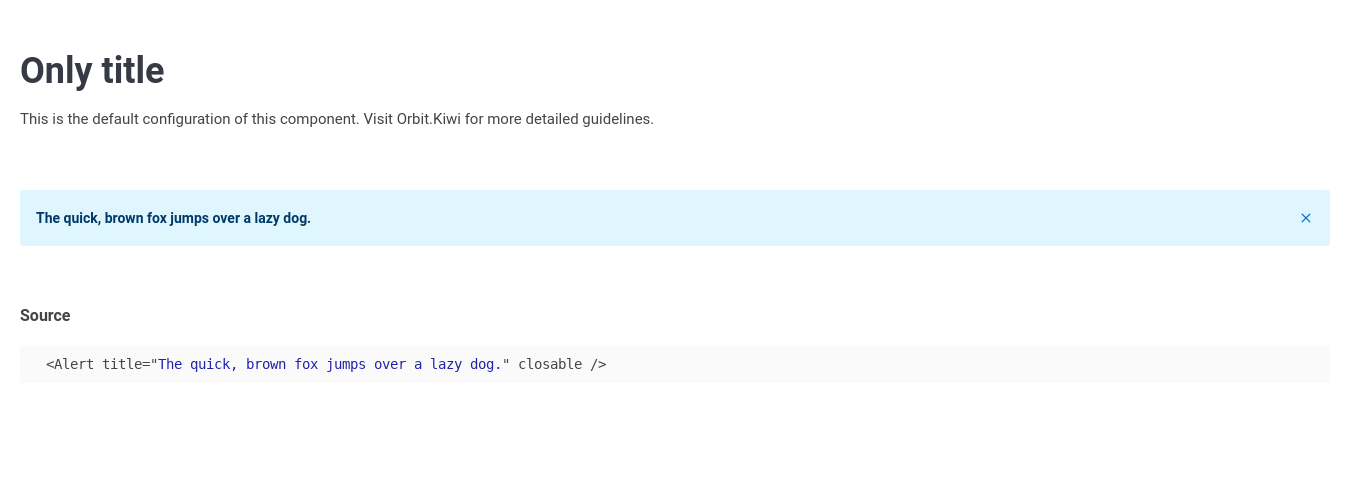 Only title
This is the default configuration of this component. Visit Orbit.Kiwi for more detailed guidelines.
The quick, brown fox jumps over a lazy dog.
Source
<Alert title="The quick, brown fox jumps over a lazy dog." closable />